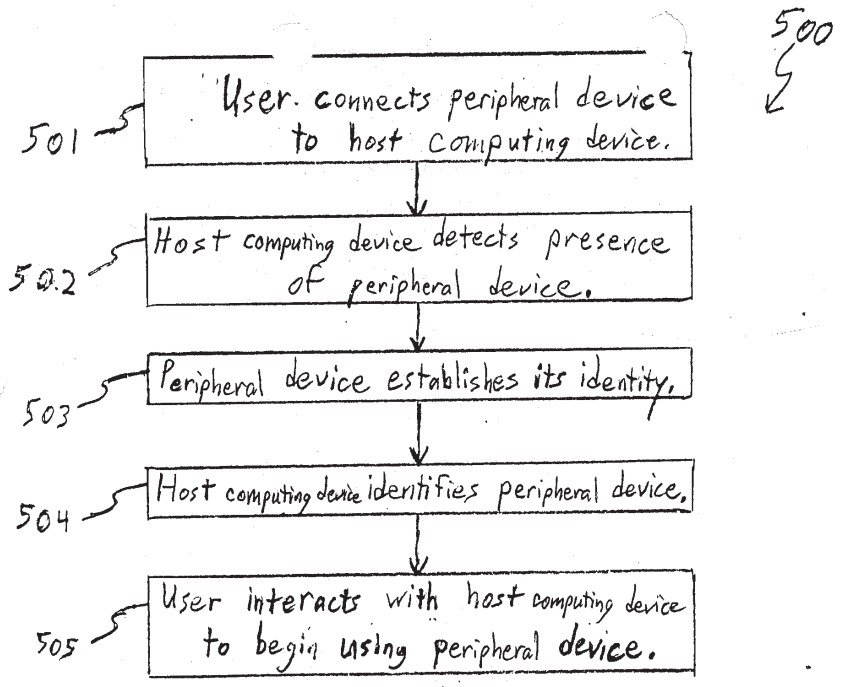 500
User connects peripheral device
to host computing device.
501
Host computing device detects presence
of peripheral device.
502
Peripheral device establishes its identity.
503
Host computing device identifies peripheral device.
504
User interacts with host computing device
to begin using peripheral device.
505